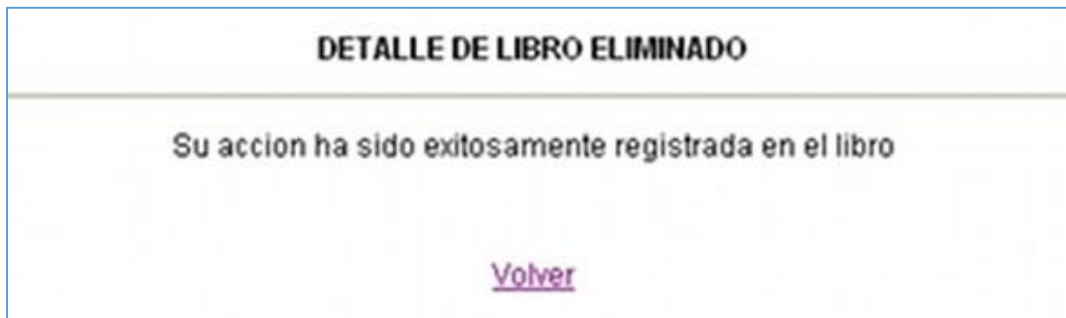 DETALLE DE LIBRO ELIMINADO
Su accion ha sido exitosamente registrada en el libro
Volver